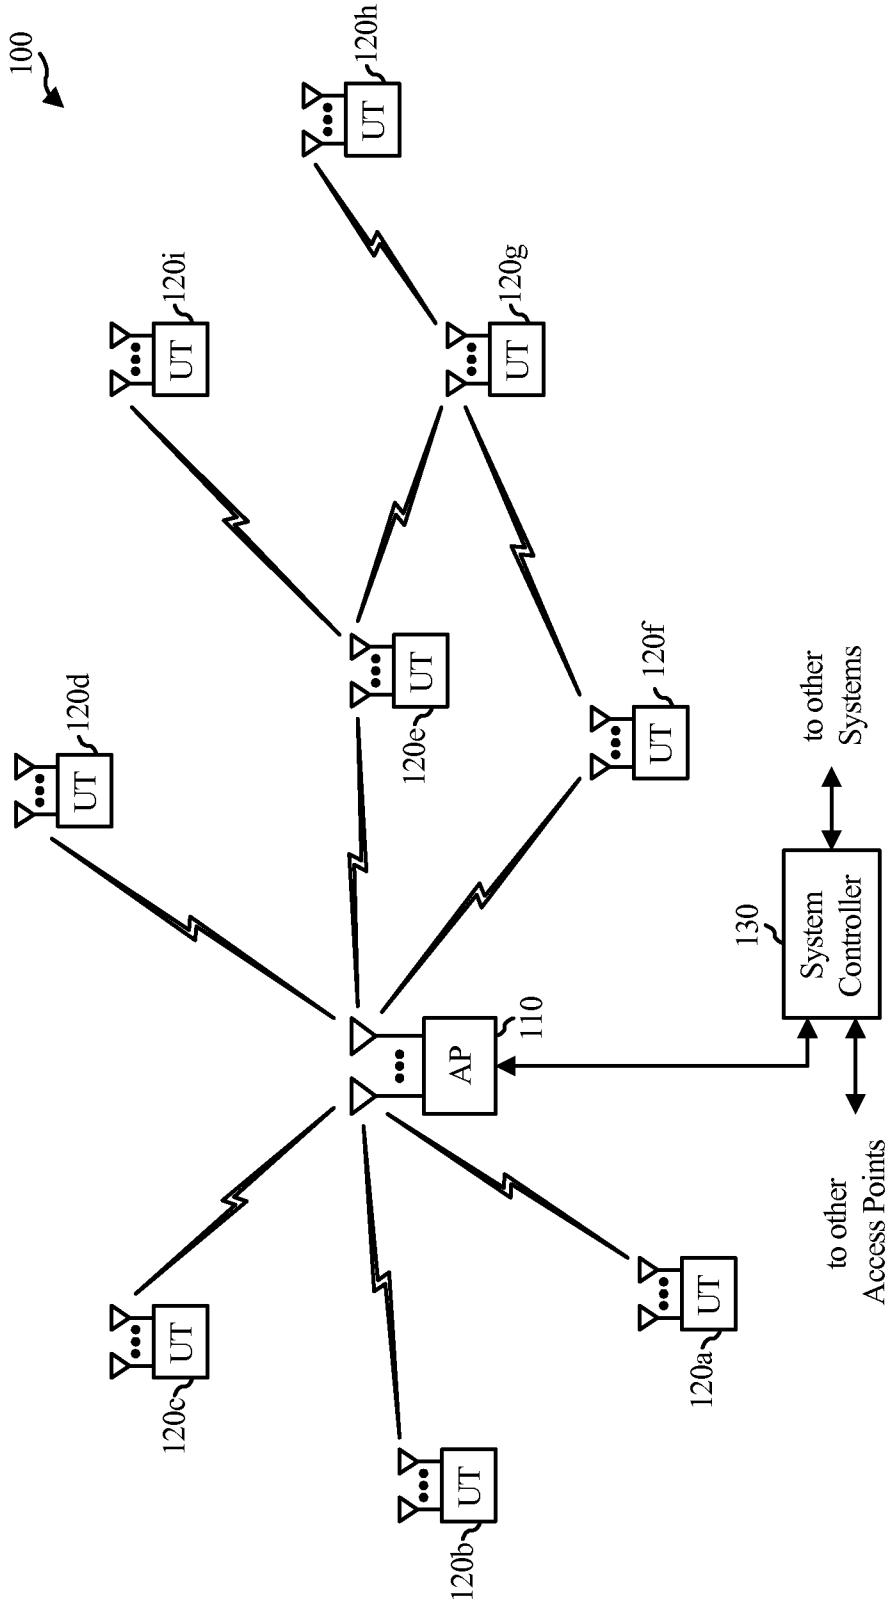 100
120h
UT
120i
UT
120g
UT
120d
UT
120e
UT
120f
UT
110
AP
120c
UT
120b
UT
120a
UT
130
System
Controller
to other
Systems
to other
Access Points